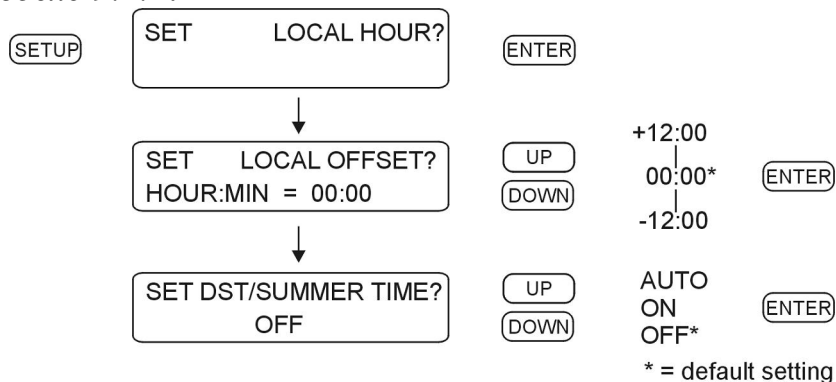 SETUP
SET LOCAL HOUR?
ENTER
SET LOCAL OFFSET?
HOUR:MIN = 00:00
UP
DOWN
+12:00
00:00*
-12:00
ENTER
SET DST/SUMMER TIME?
OFF
UP
DOWN
AUTO
ON
OFF*
ENTER
* = default setting